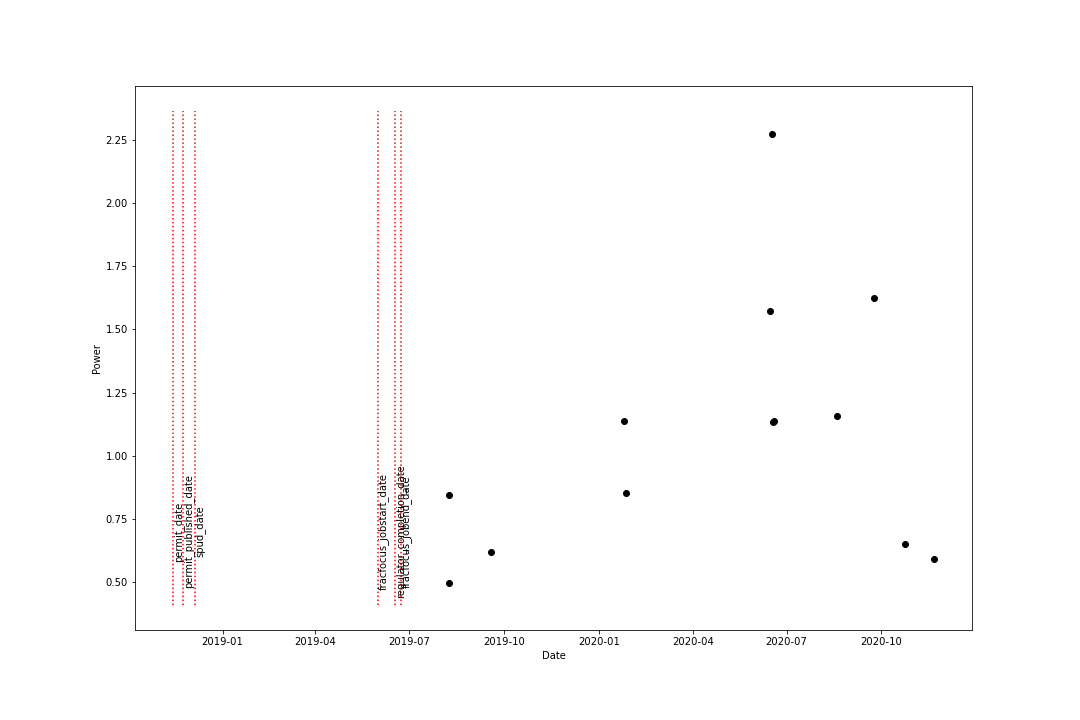 2.25
2.00
1.75
1.50
1.25
1.00
0.75
0.50
Power
permit_date
permit_published_date
spud_date
fracfocus_jobstart_date
regulator_completion_date
fracfocus_jobend_date
2019-01
2019-04
2019-07
2019-10
2020-01
2020-04
2020-07
2020-10
Date